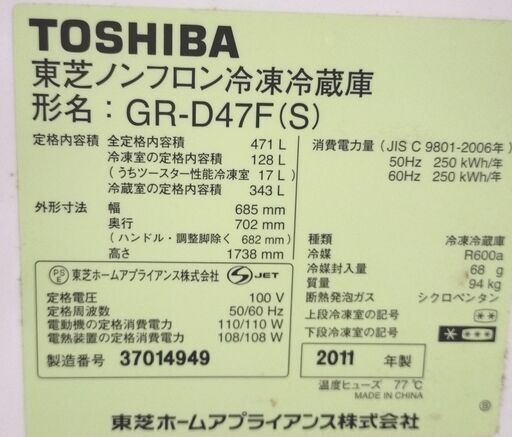 TOSHIBA
東芝ノンフロン冷凍冷蔵庫
形名：GR-D47F(S)
定格内容積 全定格内容積 471 L
冷凍室の定格内容積 128 L
(うちツースター性能冷凍室 17 L)
冷蔵室の定格内容積 343 L
外形寸法 幅 685 mm
奥行 702 mm
(ハンドル・調整脚除く 682 mm)
高さ 1738 mm
消費電力量 (JIS C 9801-2006年)
50Hz 250 kWh/年
60Hz 250 kWh/年
PSE 東芝ホームアプライアンス株式会社 S JET
定格電圧 100 V
定格周波数 50/60 Hz
電動機の定格消費電力 110/110 W
電熱装置の定格消費電力 108/108 W
製造番号 37014949
種類 冷凍冷蔵庫
冷媒 R600a
冷媒封入量 68 g
質量 94 kg
断熱発泡ガス シクロペンタン
上段冷凍室の記号 **
下段冷凍室の記号 ****
2011 年製
温度ヒューズ 77℃
MADE IN CHINA
Ⓢ
東芝ホームアプライアンス株式会社